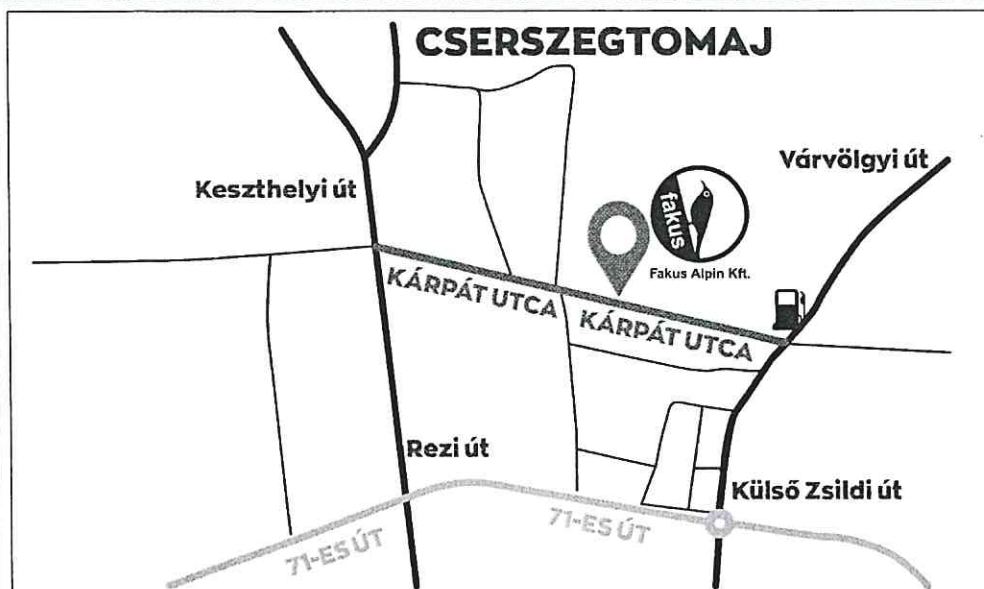 CSERSZEGTOMAJ
Várvölgyi út
Keszthelyi út
fakus
Fakus Alpin Kft.
KÁRPÁT UTCA
KÁRPÁT UTCA
Rezi út
Külső Zsildi út
71-ES ÚT
71-ES ÚT